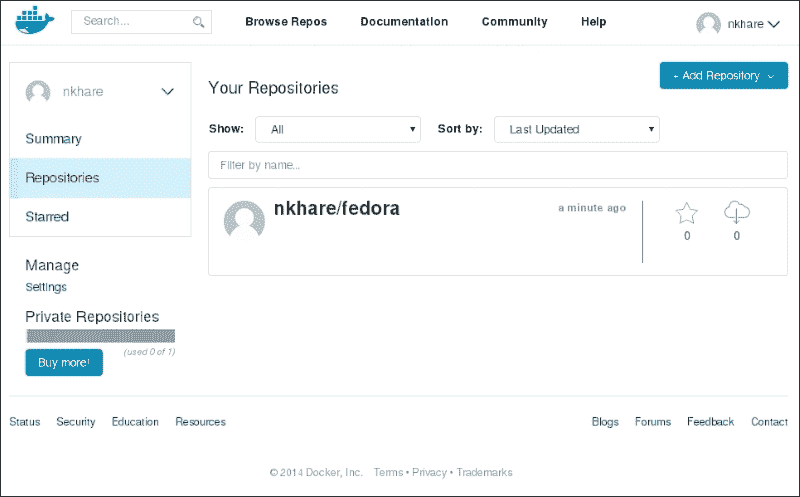 Search...
Browse Repos
Documentation
Community
Help
nkhare
nkhare
Summary
Repositories
Starred
Manage
Settings
Private Repositories
(used 0 of 1)
Buy more!
Your Repositories
+ Add Repository
Show: All
Sort by: Last Updated
Filter by name...
nkhare/fedora
a minute ago
0
0
Status Security Education Resources
Blogs Forums Feedback Contact
© 2014 Docker, Inc. Terms • Privacy • Trademarks